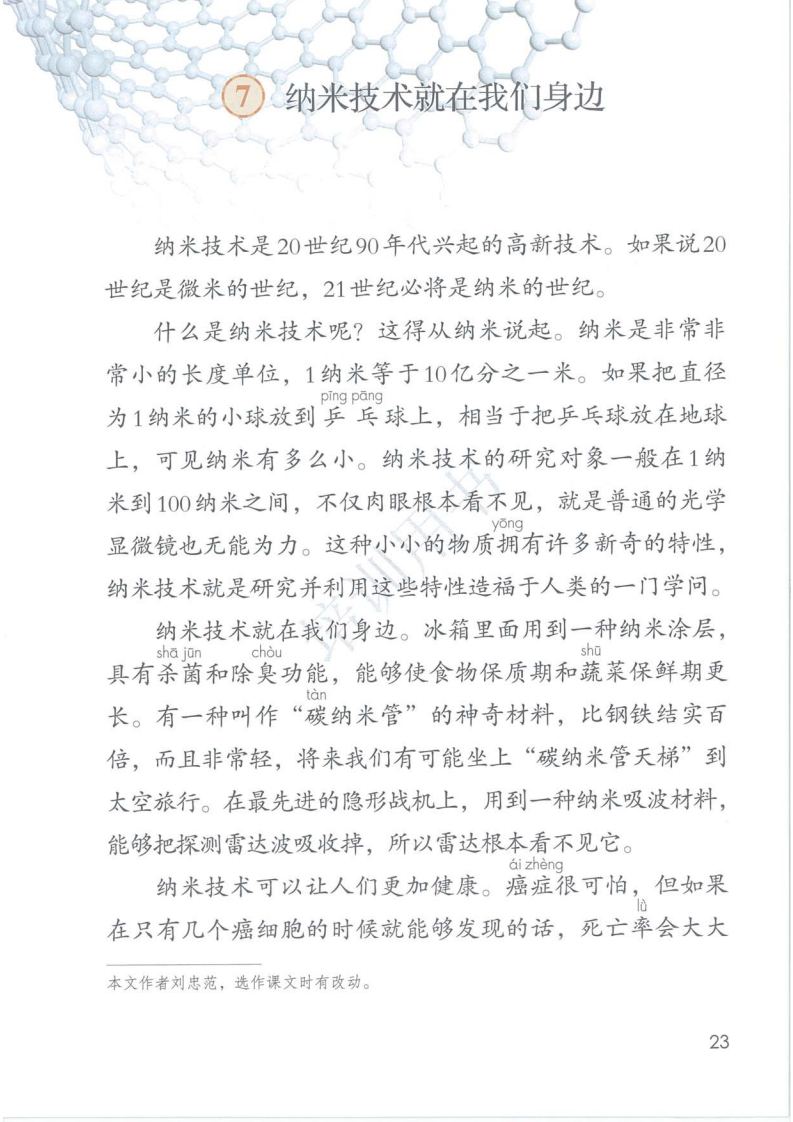 7 纳米技术就在我们身边
纳米技术是20世纪90年代兴起的高新技术。如果说20
世纪是微米的世纪，21世纪必将是纳米的世纪。
什么是纳米技术呢？这得从纳米说起。纳米是非常非
常小的长度单位，1纳米等于10亿分之一米。如果把直径
pīng pāng
为1纳米的小球放到乒乓球上，相当于把乒乓球放在地球
上，可见纳米有多么小。纳米技术的研究对象一般在1纳
米到100纳米之间，不仅肉眼根本看不见，就是普通的光学
yōng
显微镜也无能为力。这种小小的物质拥有许多新奇的特性，
纳米技术就是研究并利用这些特性造福于人类的一门学问。
纳米技术就在我们身边。冰箱里面用到一种纳米涂层，
shā jūn chòu shū
具有杀菌和除臭功能，能够使食物保质期和蔬菜保鲜期更
tàn
长。有一种叫作“碳纳米管”的神奇材料，比钢铁结实百
倍，而且非常轻，将来我们有可能坐上“碳纳米管天梯”到
太空旅行。在最先进的隐形战机上，用到一种纳米吸波材料，
能够把探测雷达波吸收掉，所以雷达根本看不见它。
ái zhèng
纳米技术可以让人们更加健康。癌症很可怕，但如果
lǜ
在只有几个癌细胞的时候就能够发现的话，死亡率会大大
本文作者刘忠范，选作课文时有改动。
23
培训用书